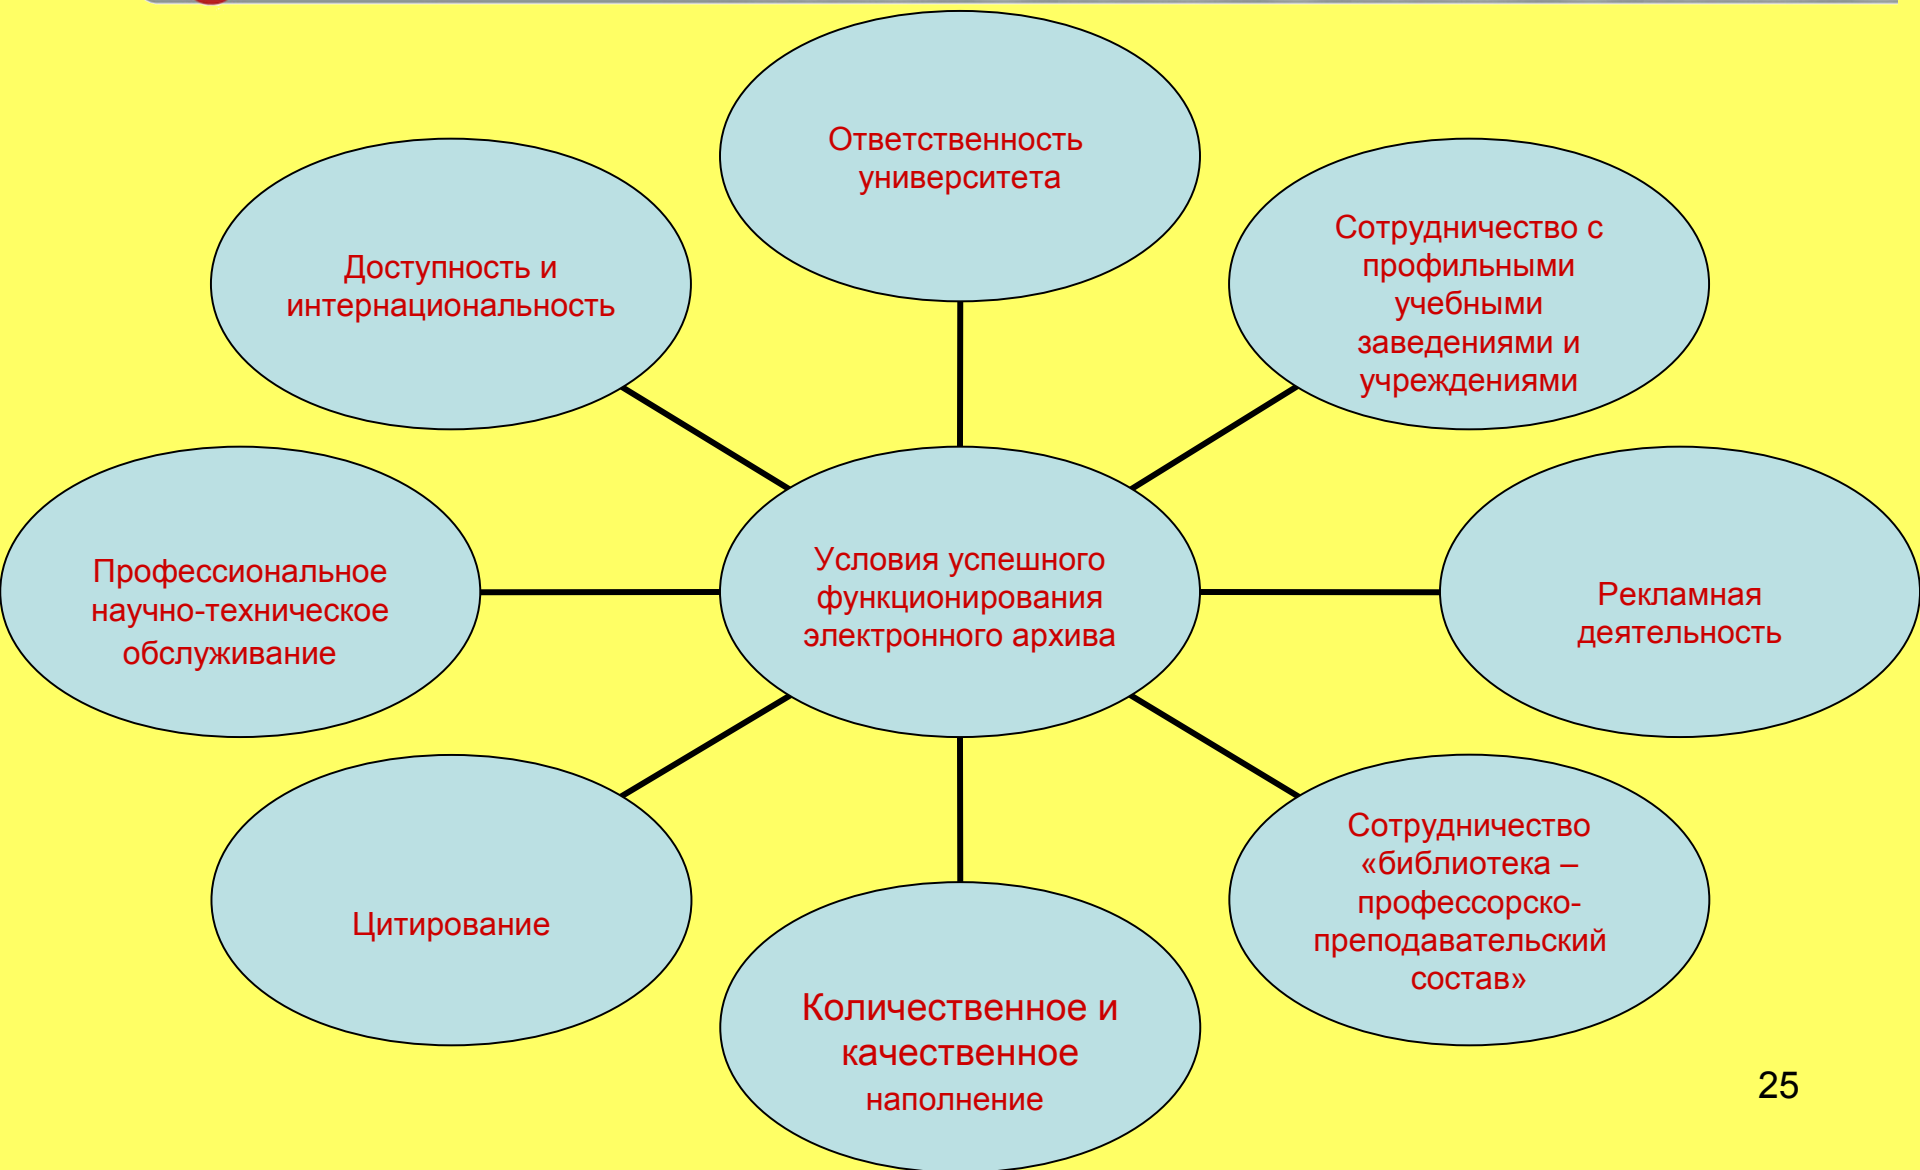 Ответственность
университета
Доступность и
интернациональность
Сотрудничество с
профильными
учебными
заведениями и
учреждениями
Профессиональное
научно-техническое
обслуживание
Условия успешного
функционирования
электронного архива
Рекламная
деятельность
Цитирование
Сотрудничество
«библиотека –
профессорско-
преподавательский
состав»
Количественное и
качественное
наполнение
25